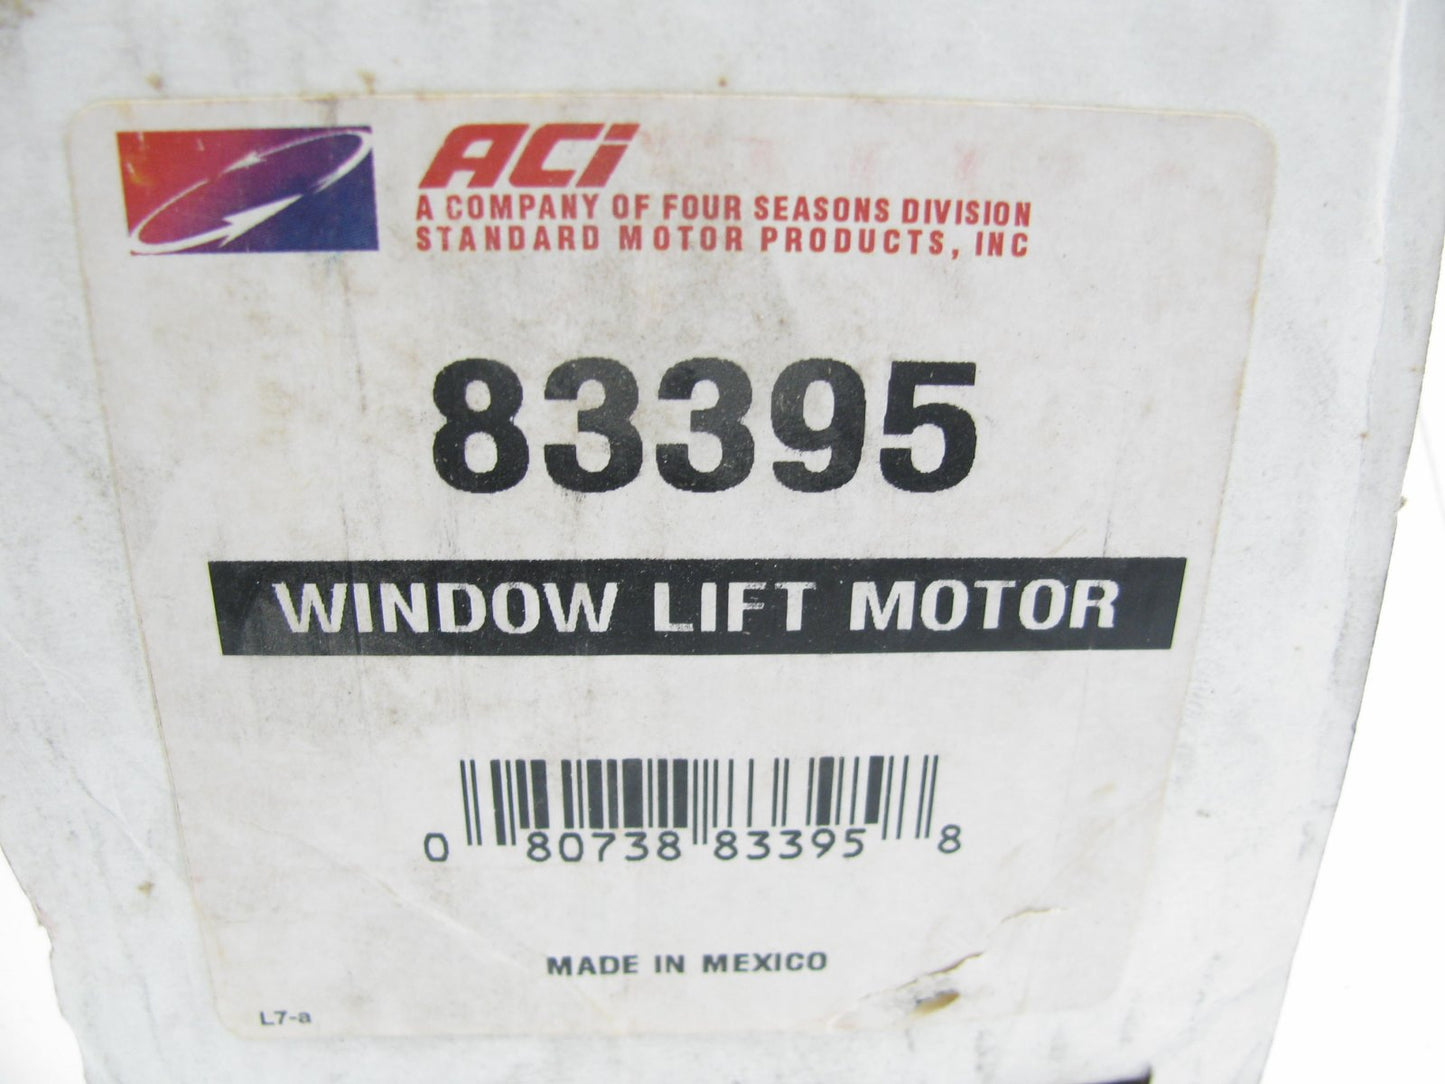 ACi
A COMPANY OF FOUR SEASONS DIVISION
STANDARD MOTOR PRODUCTS, INC
83395
WINDOW LIFT MOTOR
0 80738 83395 8
MADE IN MEXICO
L7-a